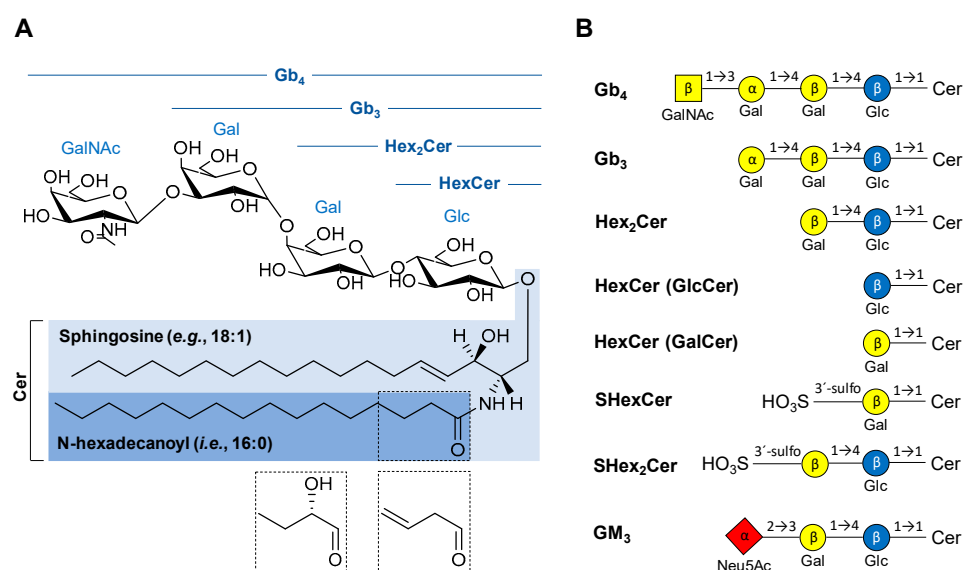 A
Gb4
Gb3
Hex2Cer
HexCer
GalNAc
Gal
Gal
Glc
OH
OH
O
HO
NH
O
O
OH
OH
O
OH
O
O
OH
O
HO
OH
O
OH
O
HO
OH
O
Cer
Sphingosine (e.g., 18:1)
H
OH
NH
H
N-hexadecanoyl (i.e., 16:0)
O
OH
O
O
B
Gb4
β 1→3 α 1→4 β 1→4 β 1→1 Cer
GalNAc Gal Gal Glc
Gb3
α 1→4 β 1→4 β 1→1 Cer
Gal Gal Glc
Hex2Cer
β 1→4 β 1→1 Cer
Gal Glc
HexCer (GlcCer)
β 1→1 Cer
Glc
HexCer (GalCer)
β 1→1 Cer
Gal
SHexCer
HO3S 3´-sulfo β 1→1 Cer
Gal
SHex2Cer
HO3S 3´-sulfo β 1→4 β 1→1 Cer
Glc
GM3
α 2→3 β 1→4 β 1→1 Cer
Neu5Ac Gal Glc